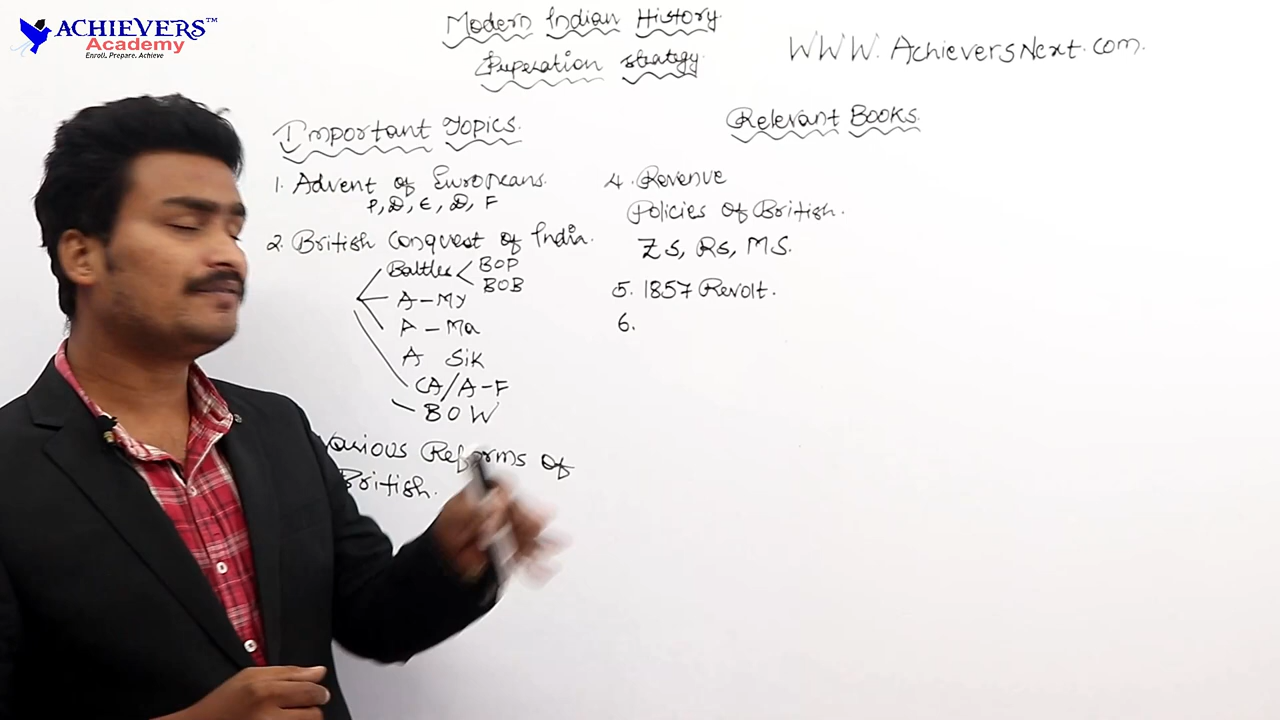 ACHIEVERS™
Academy
Enroll. Prepare. Achieve
Modern Indian History
Preperation strategy.
WWW.AchieversNext.com.
Important Topics.
1. Advent of Europeans.
P, D, E, D, F
2. British Conquest of India.
Battles
BOP
BOB
A-My
A-Ma
A Sik
CA/A-F
BOW
Various Reforms of
British.
4. Revenue
Policies of British.
ZS, RS, MS.
5. 1857 Revolt.
6.
Relevant Books.